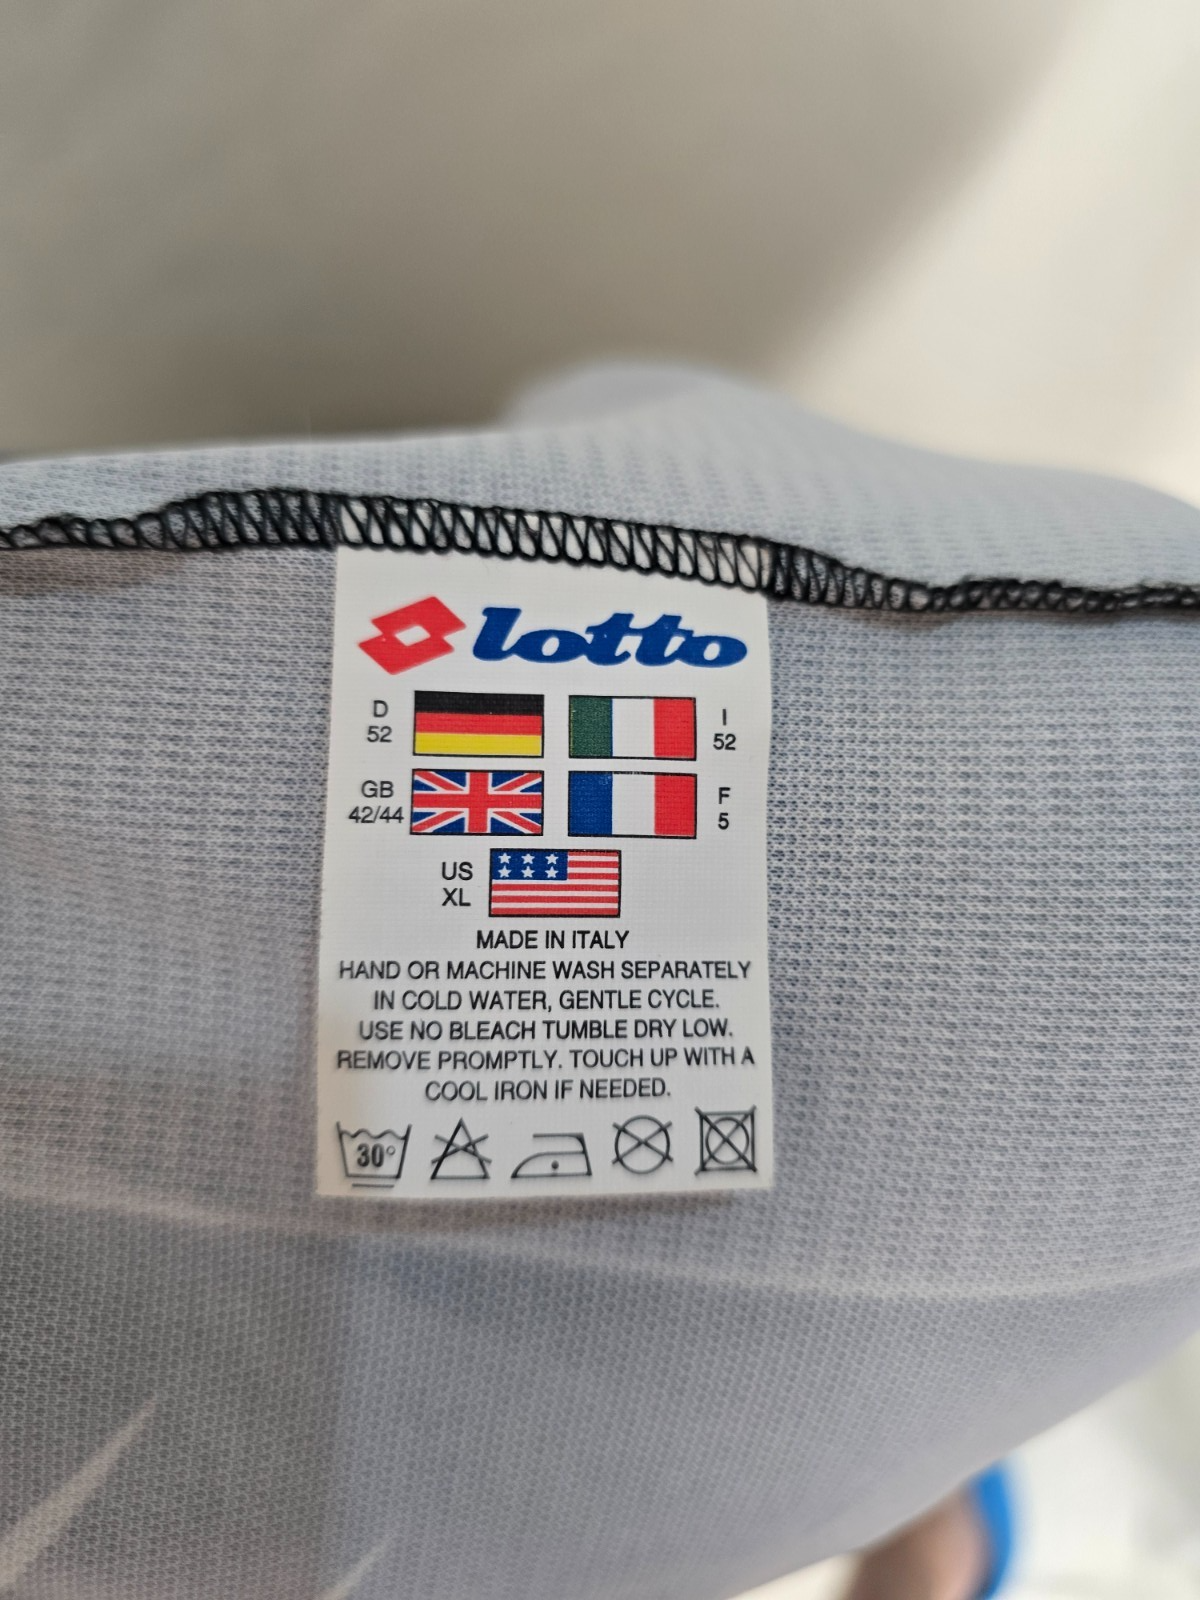 lotto
D
52
I
52
GB
42/44
F
5
US
XL
MADE IN ITALY
HAND OR MACHINE WASH SEPARATELY
IN COLD WATER, GENTLE CYCLE.
USE NO BLEACH TUMBLE DRY LOW.
REMOVE PROMPTLY. TOUCH UP WITH A
COOL IRON IF NEEDED.
30°